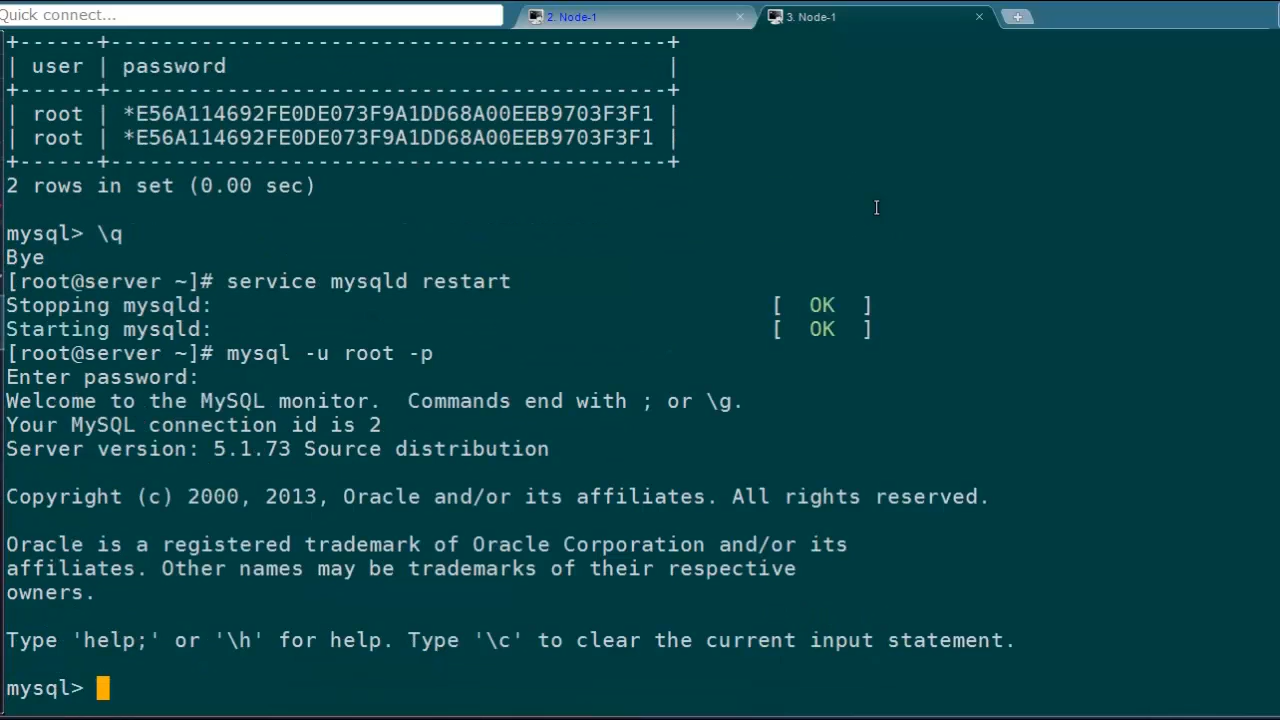 Quick connect...
2. Node-1
3. Node-1
+------+-------------------------------------------+
| user | password                                  |
+------+-------------------------------------------+
| root | *E56A114692FE0DE073F9A1DD68A00EEB9703F3F1 |
| root | *E56A114692FE0DE073F9A1DD68A00EEB9703F3F1 |
+------+-------------------------------------------+
2 rows in set (0.00 sec)
mysql> \q
Bye
[root@server ~]# service mysqld restart
Stopping mysqld:                                           [  OK  ]
Starting mysqld:                                           [  OK  ]
[root@server ~]# mysql -u root -p
Enter password:
Welcome to the MySQL monitor.  Commands end with ; or \g.
Your MySQL connection id is 2
Server version: 5.1.73 Source distribution
Copyright (c) 2000, 2013, Oracle and/or its affiliates. All rights reserved.
Oracle is a registered trademark of Oracle Corporation and/or its
affiliates. Other names may be trademarks of their respective
owners.
Type 'help;' or '\h' for help. Type '\c' to clear the current input statement.
mysql>